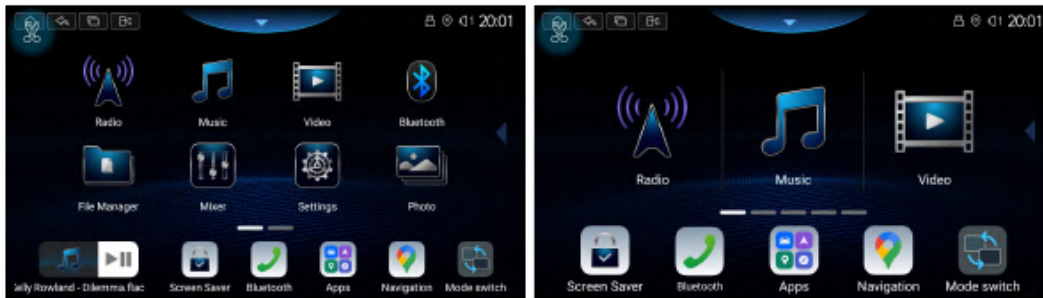 20:01
Radio Music Video Bluetooth
File Manager Mixer Settings Photo
elly Rowland - Dilemma.flac Screen Saver Bluetooth Apps Navigation Mode switch
20:01
Radio Music Video
Screen Saver Bluetooth Apps Navigation Mode switch